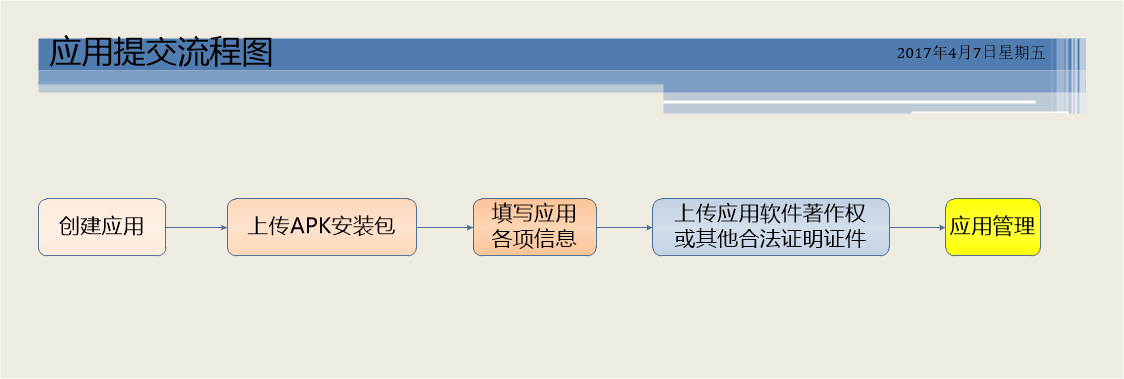 应用提交流程图
2017年4月7日星期五
创建应用
上传APK安装包
填写应用
各项信息
上传应用软件著作权
或其他合法证明证件
应用管理